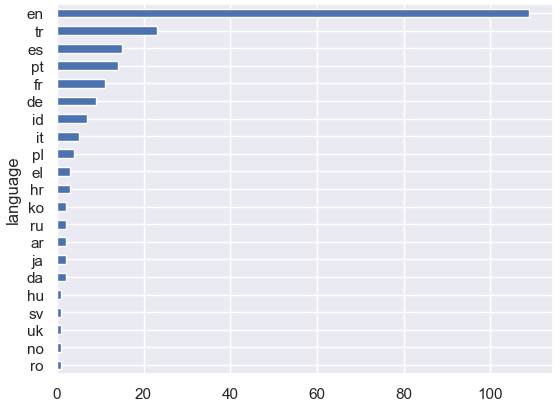 en
tr
es
pt
fr
de
id
it
pl
el
hr
ko
ru
ar
ja
da
hu
sv
uk
no
ro
language
0 20 40 60 80 100